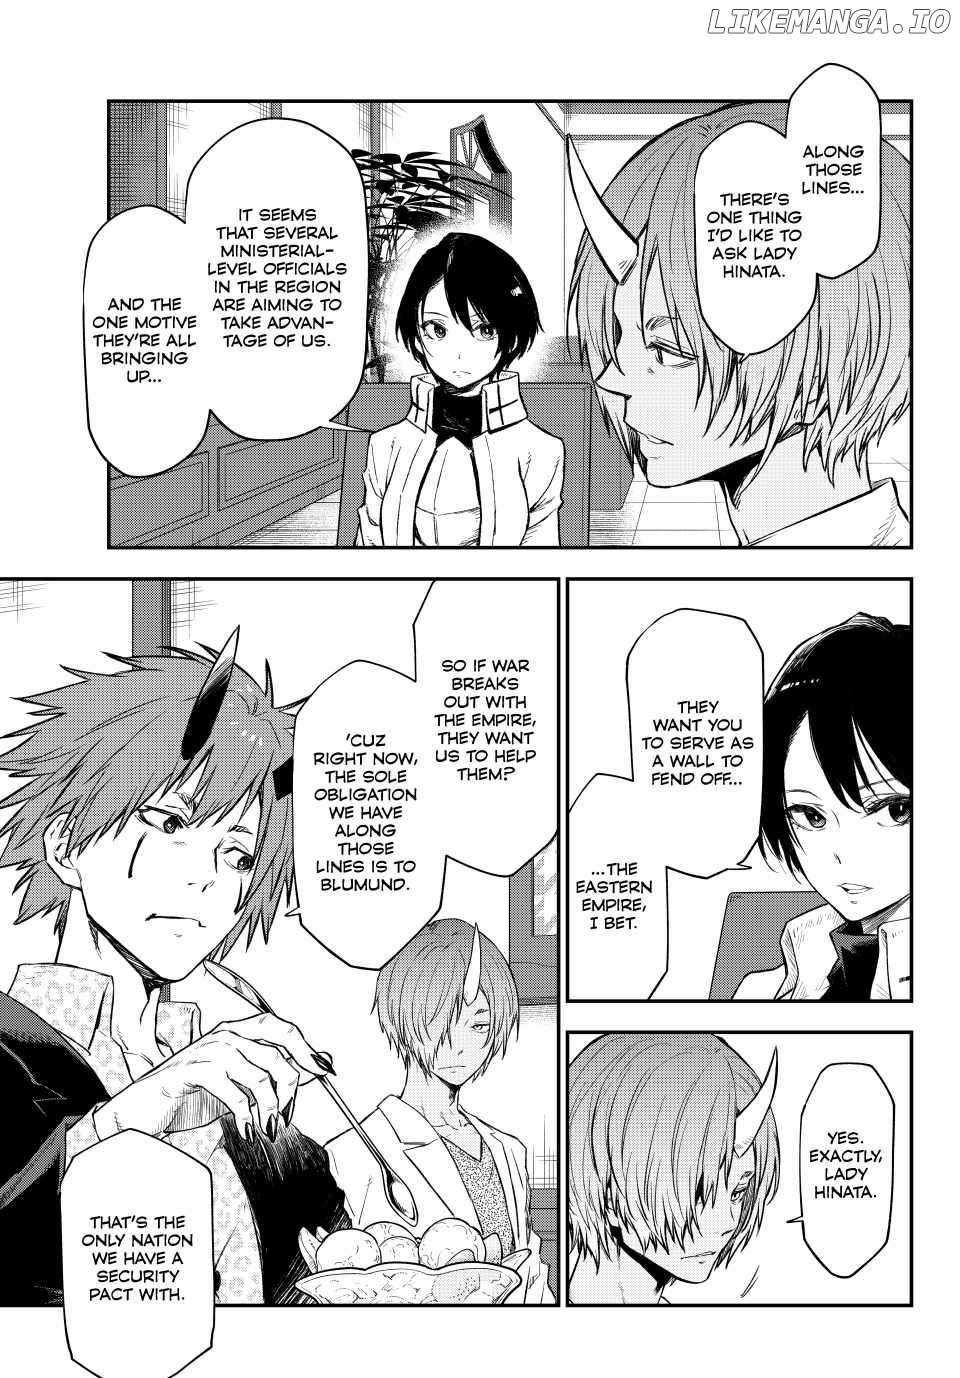 LIKEMANGA.IO
ALONG
THOSE
LINES...
THERE'S
ONE THING
I'D LIKE TO
ASK LADY
HINATA.
IT SEEMS
THAT SEVERAL
MINISTERIAL-
LEVEL OFFICIALS
IN THE REGION
ARE AIMING TO
TAKE ADVAN-
TAGE OF US.
AND THE
ONE MOTIVE
THEY'RE ALL
BRINGING
UP...
THEY
WANT YOU
TO SERVE AS
A WALL TO
FEND OFF...
...THE
EASTERN
EMPIRE,
I BET.
YES.
EXACTLY,
LADY
HINATA.
SO IF WAR
BREAKS
OUT WITH
THE EMPIRE,
THEY WANT
US TO HELP
THEM?
'CUZ
RIGHT NOW,
THE SOLE
OBLIGATION
WE HAVE
ALONG
THOSE
LINES IS TO
BLUMUND.
THAT'S THE
ONLY NATION
WE HAVE A
SECURITY
PACT WITH.